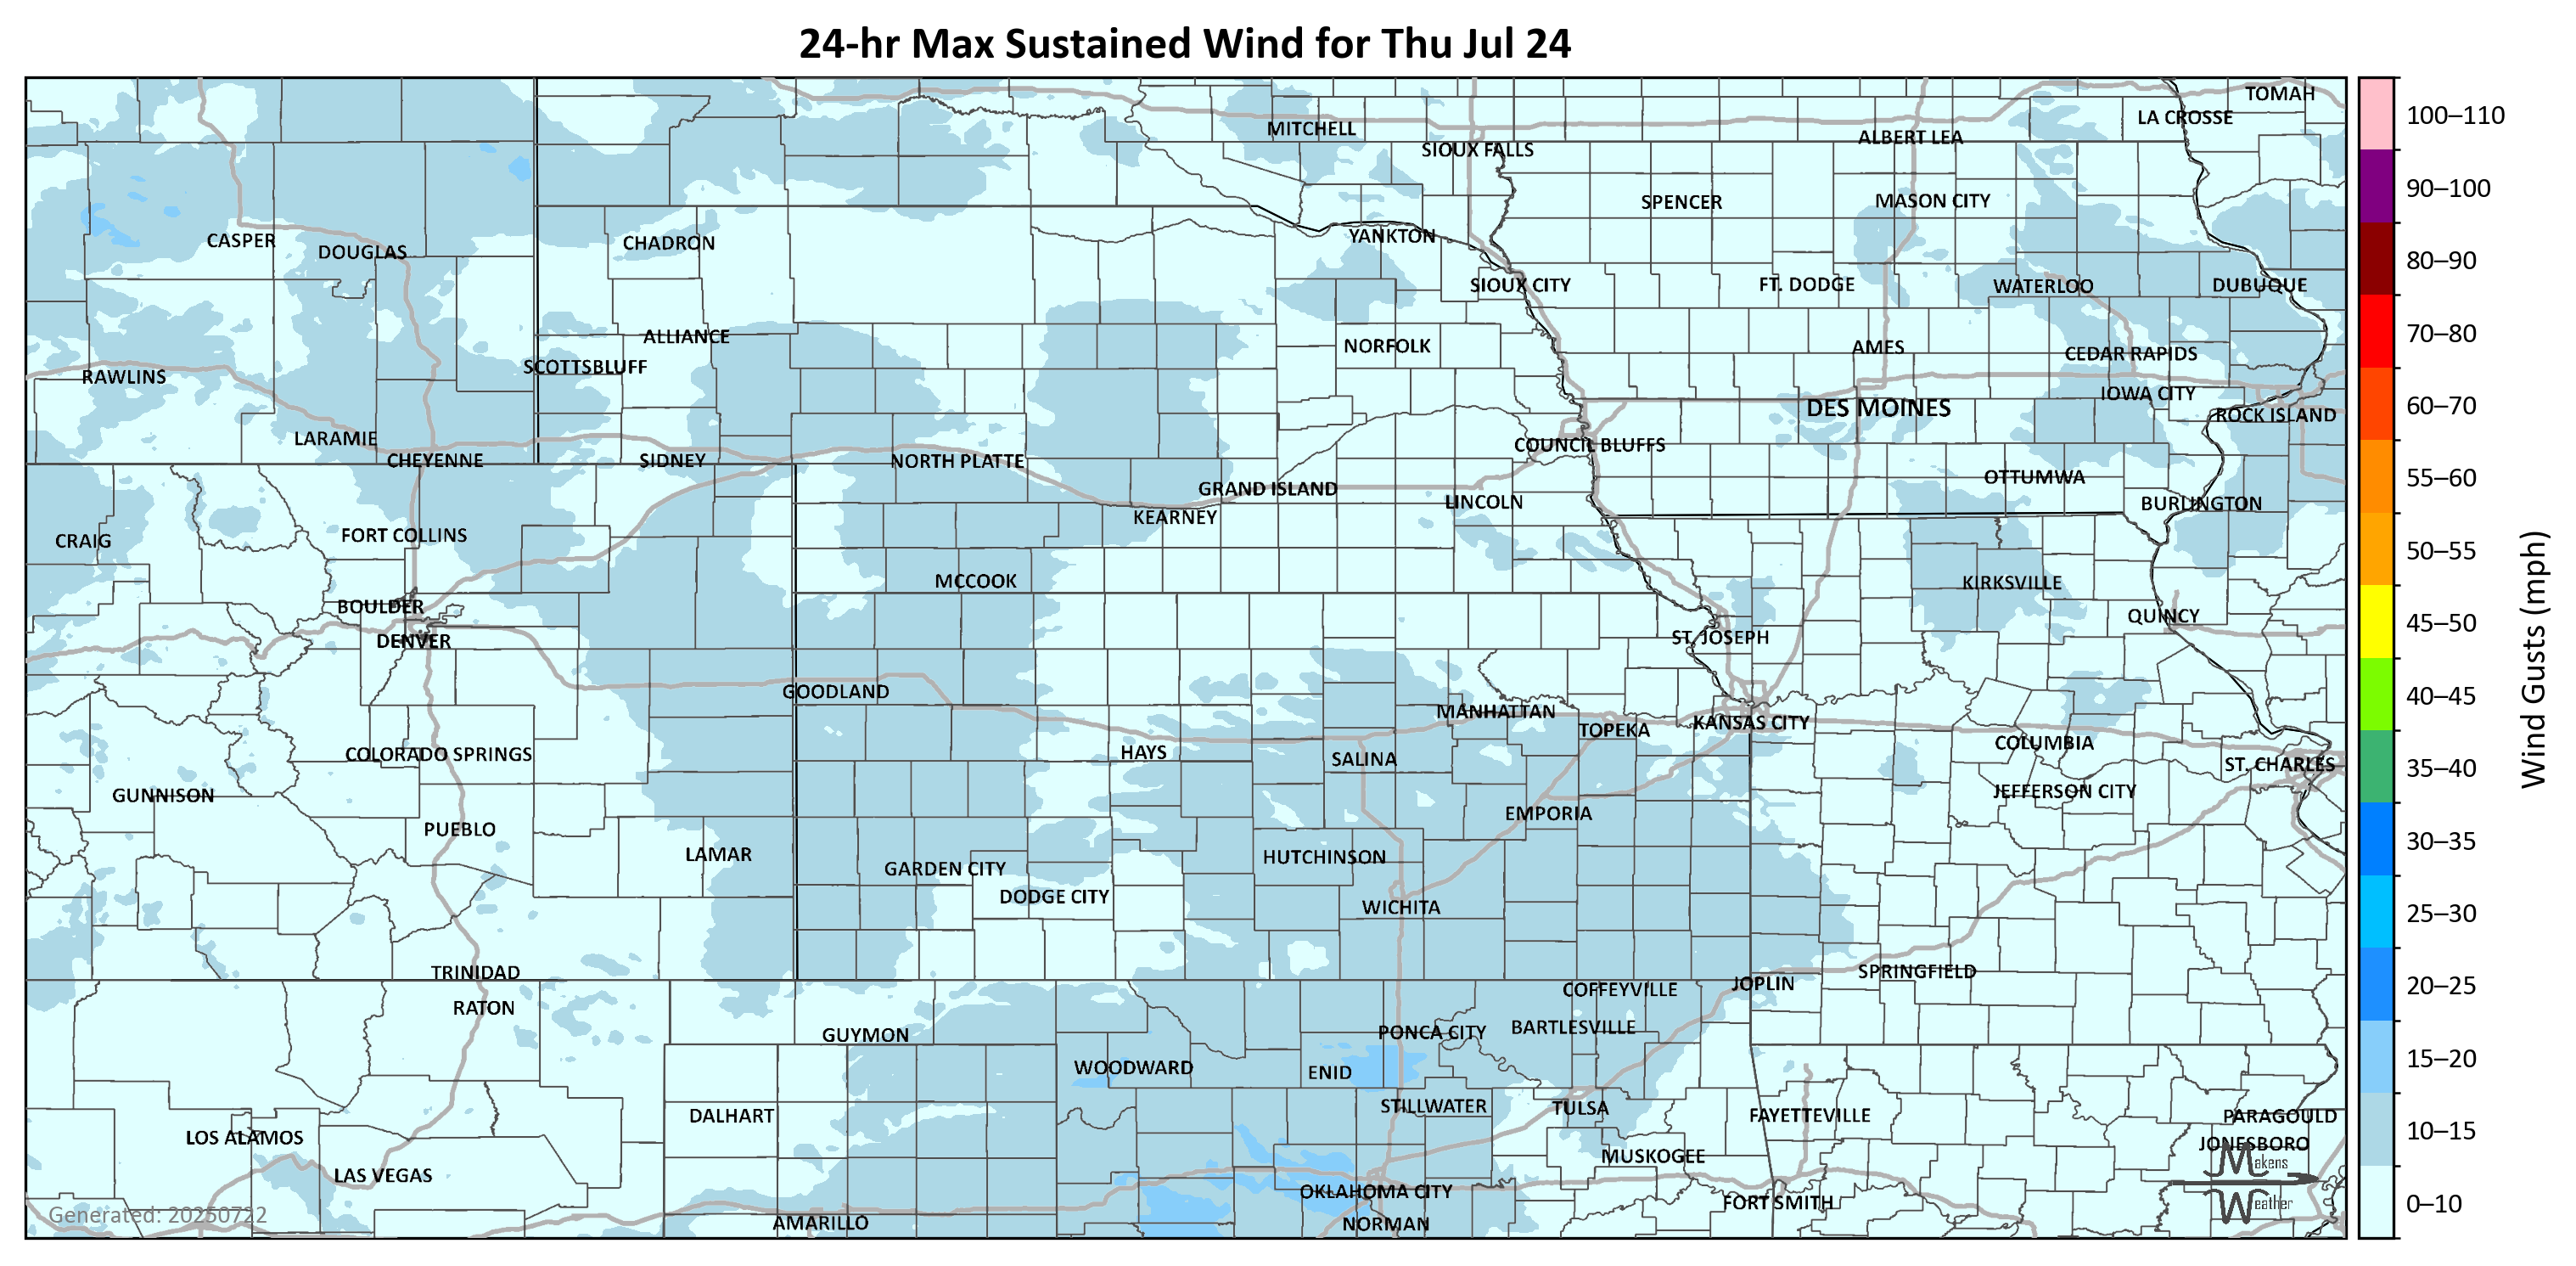 24-hr Max Sustained Wind for Thu Jul 24
TOMAH
LA CROSSE
MITCHELL
ALBERT LEA
SIOUX FALLS
SPENCER
MASON CITY
CASPER
DOUGLAS
CHADRON
YANKTON
SIOUX CITY
FT. DODGE
WATERLOO
DUBUQUE
ALLIANCE
NORFOLK
AMES
CEDAR RAPIDS
SCOTTSBLUFF
RAWLINS
IOWA CITY
DES MOINES
ROCK ISLAND
LARAMIE
COUNCIL BLUFFS
CHEYENNE
SIDNEY
NORTH PLATTE
OTTUMWA
GRAND ISLAND
LINCOLN
BURLINGTON
KEARNEY
FORT COLLINS
CRAIG
MCCOOK
KIRKSVILLE
BOULDER
QUINCY
DENVER
ST. JOSEPH
GOODLAND
MANHATTAN
TOPEKA
KANSAS CITY
COLUMBIA
COLORADO SPRINGS
HAYS
SALINA
ST. CHARLES
GUNNISON
JEFFERSON CITY
EMPORIA
PUEBLO
LAMAR
HUTCHINSON
GARDEN CITY
DODGE CITY
WICHITA
TRINIDAD
SPRINGFIELD
JOPLIN
COFFEYVILLE
RATON
GUYMON
PONCA CITY
BARTLESVILLE
WOODWARD
ENID
STILLWATER
TULSA
DALHART
FAYETTEVILLE
PARAGOULD
LOS ALAMOS
JONESBORO
MUSKOGEE
LAS VEGAS
OKLAHOMA CITY
FORT SMITH
AMARILLO
NORMAN
Makens
Weather
Generated: 20250722
100–110
90–100
80–90
70–80
60–70
55–60
50–55
45–50
40–45
35–40
30–35
25–30
20–25
15–20
10–15
0–10
Wind Gusts (mph)